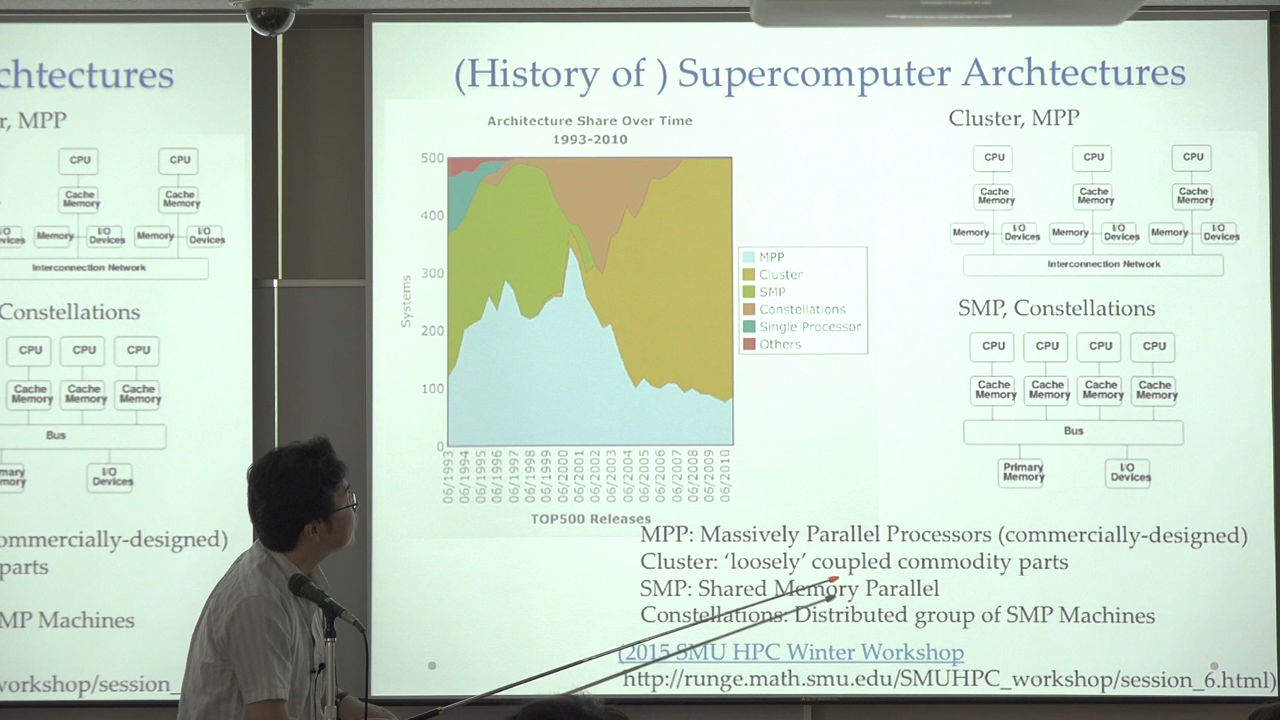 chtectures
r, MPP
CPU
CPU
Cache Memory
Cache Memory
Memory
I/O Devices
Memory
I/O Devices
Interconnection Network
Constellations
CPU
CPU
CPU
Cache Memory
Cache Memory
Cache Memory
Bus
I/O Devices
ommercially-designed)
parts
MP Machines
workshop/session_
(History of ) Supercomputer Archtectures
Architecture Share Over Time
1993-2010
Systems
500
400
300
200
100
0
06/1993
06/1994
06/1995
06/1996
06/1997
06/1998
06/1999
06/2000
06/2001
06/2002
06/2003
06/2004
06/2005
06/2006
06/2007
06/2008
06/2009
06/2010
TOP500 Releases
MPP
Cluster
SMP
Constellations
Single Processor
Others
Cluster, MPP
CPU
CPU
CPU
Cache Memory
Cache Memory
Cache Memory
Memory
I/O Devices
Memory
I/O Devices
Memory
I/O Devices
Interconnection Network
SMP, Constellations
CPU
CPU
CPU
CPU
Cache Memory
Cache Memory
Cache Memory
Cache Memory
Bus
Primary Memory
I/O Devices
MPP: Massively Parallel Processors (commercially-designed)
Cluster: ‘loosely’ coupled commodity parts
SMP: Shared Memory Parallel
Constellations: Distributed group of SMP Machines
(2015 SMU HPC Winter Workshop
http://runge.math.smu.edu/SMUHPC_workshop/session_6.html)